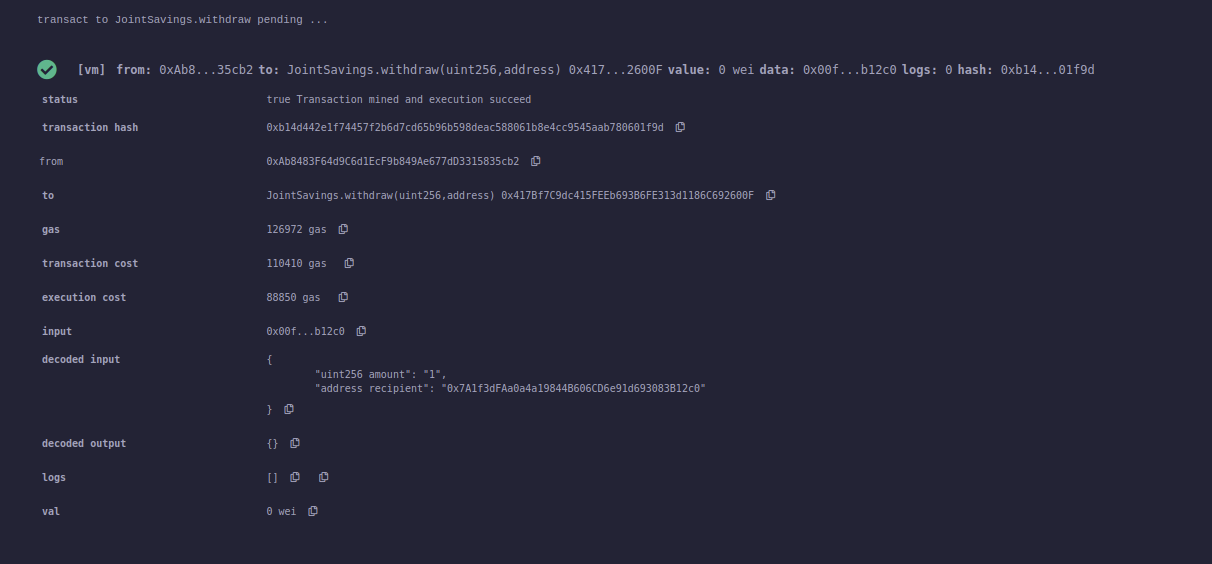 transact to JointSavings.withdraw pending ...
[vm] from: 0xAb8...35cb2 to: JointSavings.withdraw(uint256,address) 0x417...2600F value: 0 wei data: 0x00f...b12c0 logs: 0 hash: 0xb14...01f9d
status true Transaction mined and execution succeed
transaction hash 0xb14d442e1f74457f2b6d7cd65b96b598deac588061b8e4cc9545aab780601f9d
from 0xAb8483F64d9C6d1EcF9b849Ae677dD3315835cb2
to JointSavings.withdraw(uint256,address) 0x417Bf7C9dc415FEEb693B6FE313d1186C692600F
gas 126972 gas
transaction cost 110410 gas
execution cost 88850 gas
input 0x00f...b12c0
decoded input {
"uint256 amount": "1",
"address recipient": "0x7A1f3dFAa0a4a19844B606CD6e91d693083B12c0"
}
decoded output {}
logs []
val 0 wei